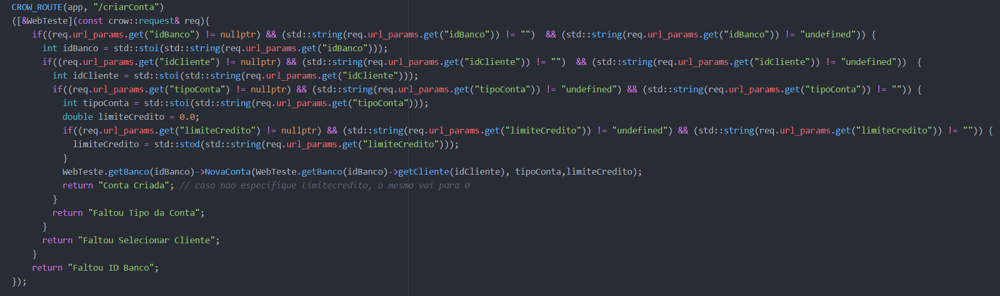 CROW_ROUTE(app, "/criarConta")
([&WebTeste](const crow::request& req){
    if((req.url_params.get("idBanco") != nullptr) && (std::string(req.url_params.get("idBanco")) != "")  && (std::string(req.url_params.get("idBanco")) != "undefined")) {
      int idBanco = std::stoi(std::string(req.url_params.get("idBanco")));
      if((req.url_params.get("idCliente") != nullptr) && (std::string(req.url_params.get("idCliente")) != "")  && (std::string(req.url_params.get("idCliente")) != "undefined"))  {
        int idCliente = std::stoi(std::string(req.url_params.get("idCliente")));
        if((req.url_params.get("tipoConta") != nullptr) && (std::string(req.url_params.get("tipoConta")) != "undefined") && (std::string(req.url_params.get("tipoConta")) != "")) {
          int tipoConta = std::stoi(std::string(req.url_params.get("tipoConta")));
          double limiteCredito = 0.0;
          if((req.url_params.get("limiteCredito") != nullptr) && (std::string(req.url_params.get("limiteCredito")) != "undefined") && (std::string(req.url_params.get("limiteCredito")) != "")) {
            limiteCredito = std::stod(std::string(req.url_params.get("limiteCredito")));
          }
          WebTeste.getBanco(idBanco)->NovaConta(WebTeste.getBanco(idBanco)->getCliente(idCliente), tipoConta,limiteCredito);
          return "Conta Criada"; // caso nao especifique limitecredito, o mesmo vai para 0
        }
        return "Faltou Tipo da Conta";
      }
      return "Faltou Selecionar Cliente";
    }
    return "Faltou ID Banco";
});